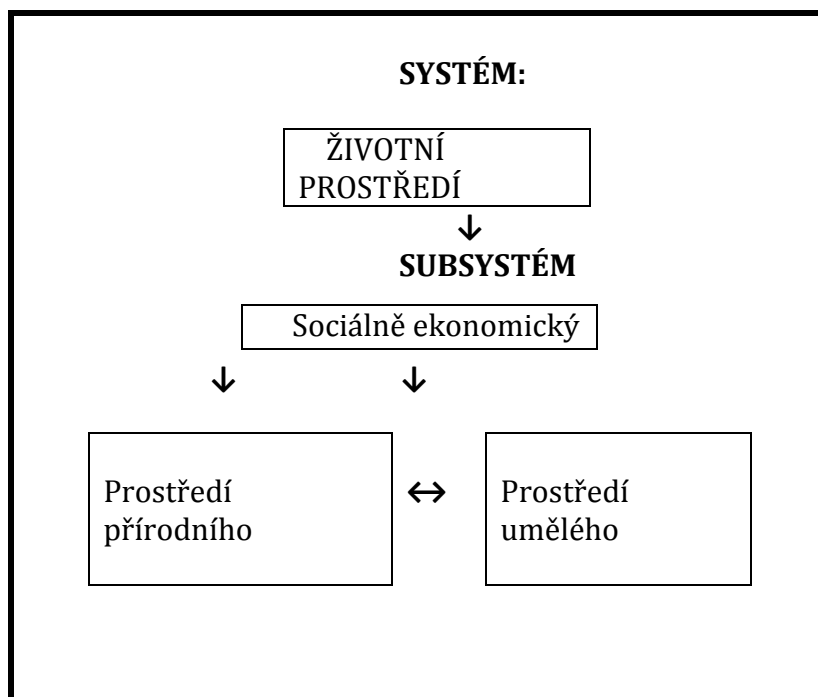 SYSTÉM:
ŽIVOTNÍ
PROSTŘEDÍ
↓
SUBSYSTÉM
Sociálně ekonomický
↓ ↓
Prostředí
přírodního
↔
Prostředí
umělého